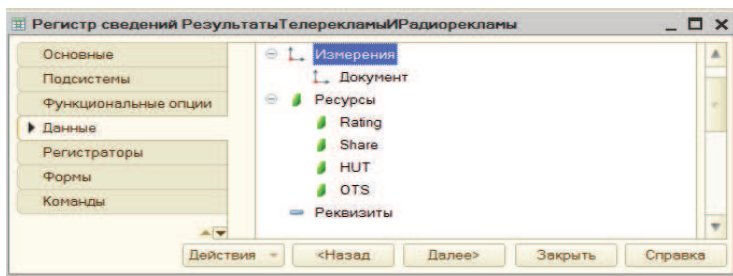 Регистр сведений РезультатыТелерекламыИРадиорекламы
Основные
Подсистемы
Функциональные опции
Данные
Регистраторы
Формы
Команды
Измерения
Документ
Ресурсы
Rating
Share
HUT
OTS
Реквизиты
Действия
<Назад
Далее>
Закрыть
Справка